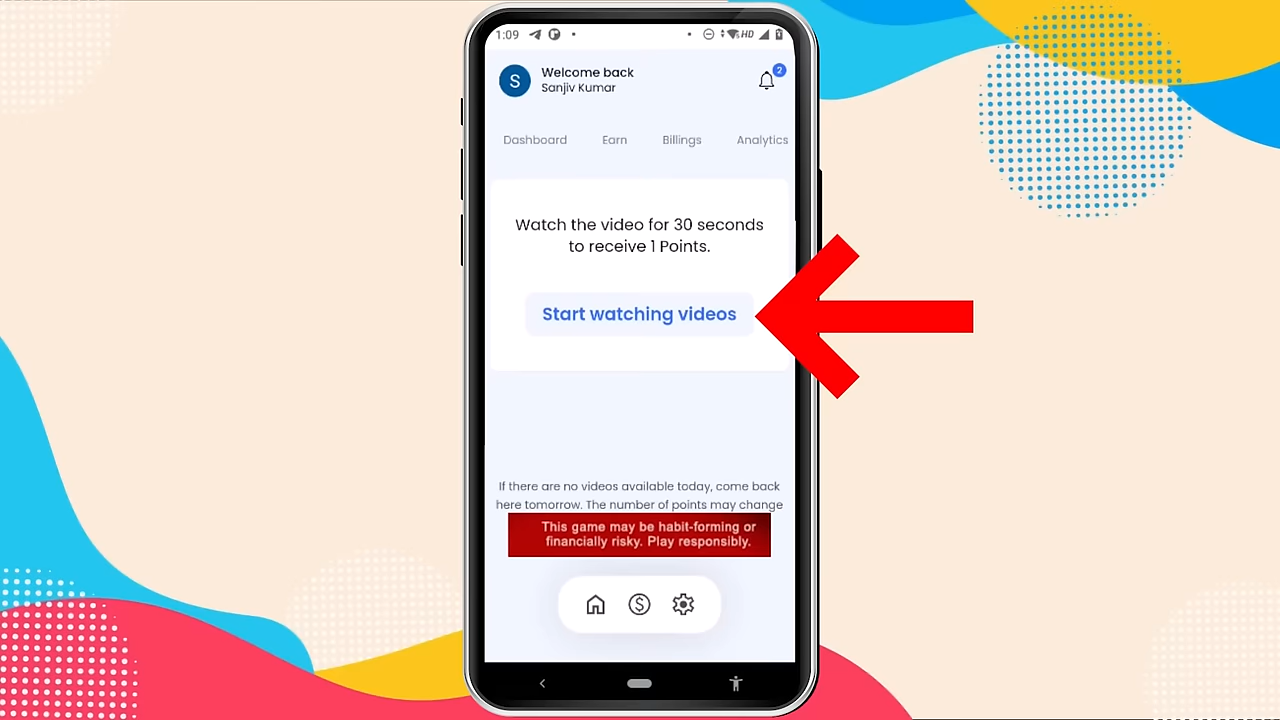 1:09
HD
S
Welcome back
Sanjiv Kumar
2
Dashboard Earn Billings Analytics
Watch the video for 30 seconds
to receive 1 Points.
Start watching videos
If there are no videos available today, come back
here tomorrow. The number of points may change
This game may be habit-forming or
financially risky. Play responsibly.